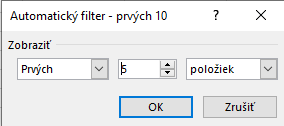 Automatický filter - prvých 10
Zobraziť
Prvých 5 položiek
OK Zrušiť